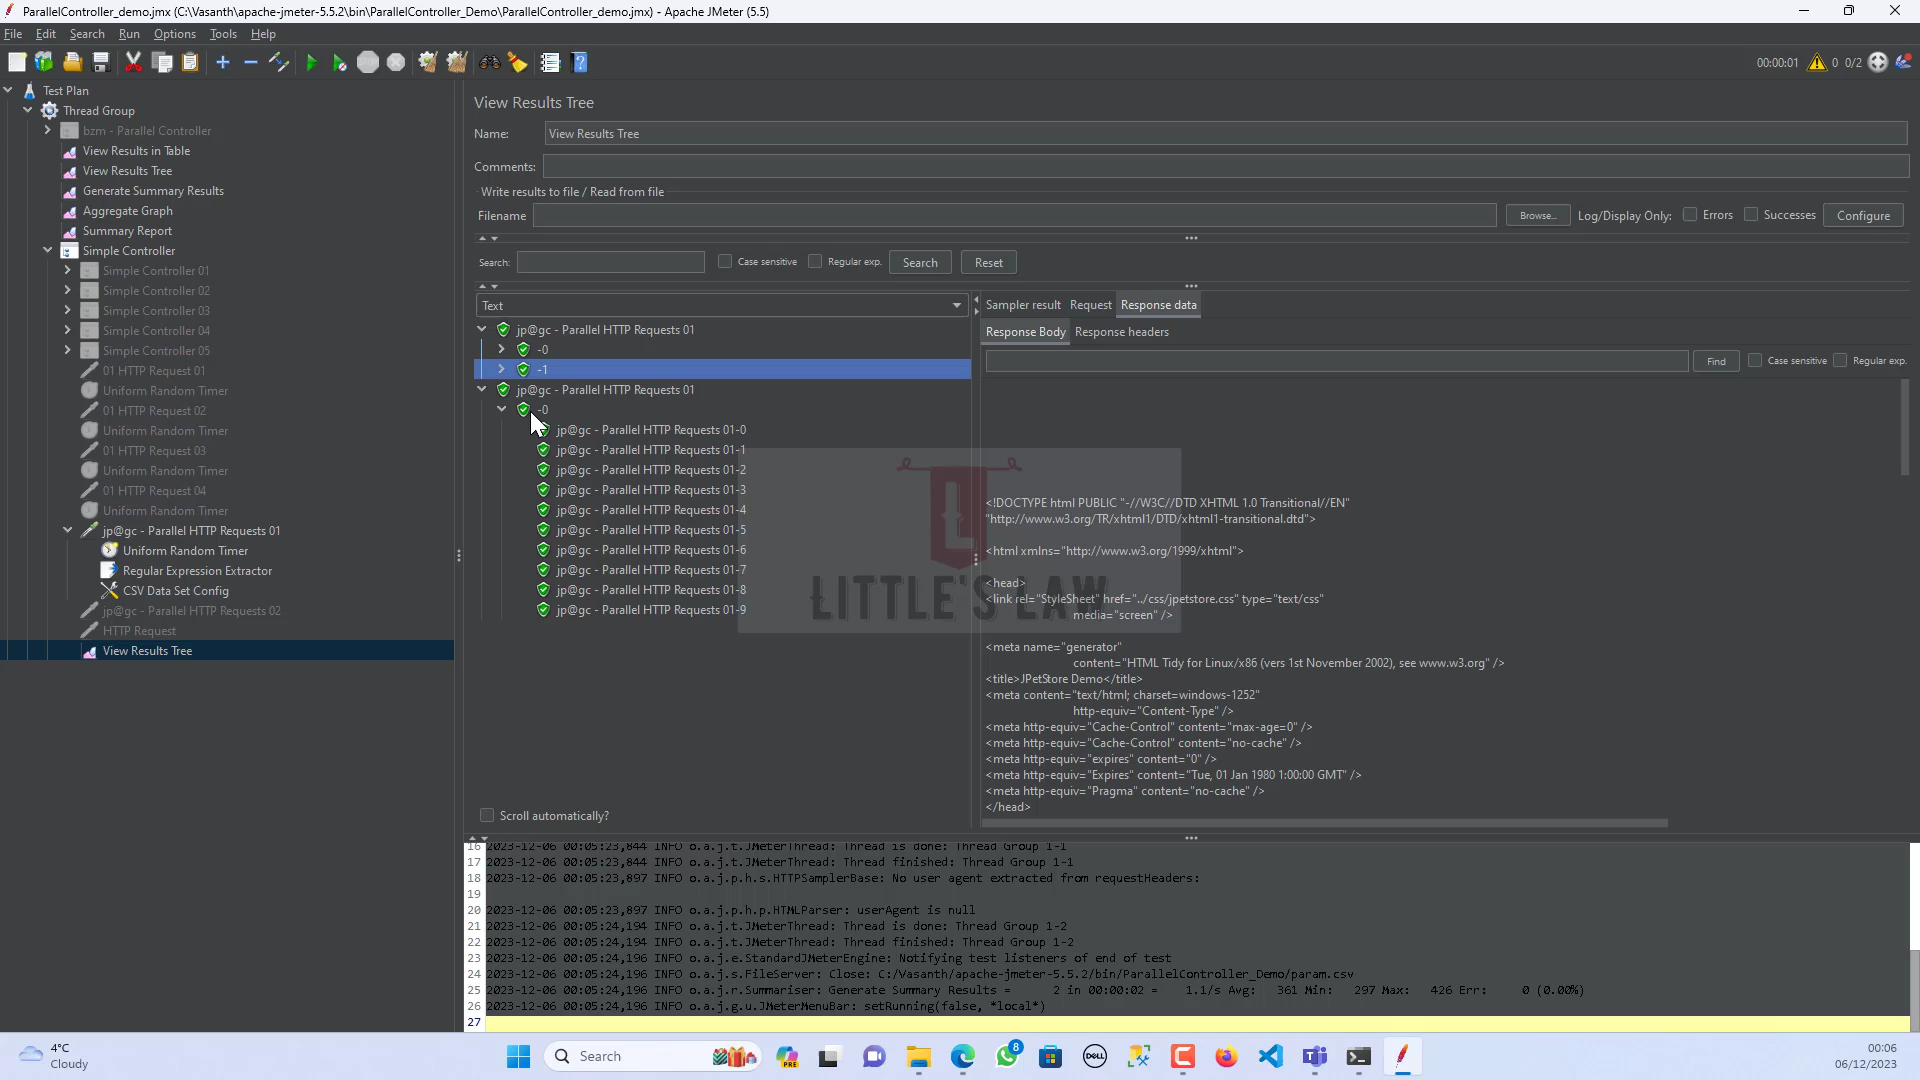 ParallelController_demo.jmx (C:\Vasanth\apache-jmeter-5.5.2\bin\ParallelController_Demo\ParallelController_demo.jmx) - Apache JMeter (5.5)
File Edit Search Run Options Tools Help
00:00:01 0 0/2
Test Plan
Thread Group
bzm - Parallel Controller
View Results in Table
View Results Tree
Generate Summary Results
Aggregate Graph
Summary Report
Simple Controller
Simple Controller 01
Simple Controller 02
Simple Controller 03
Simple Controller 04
Simple Controller 05
01 HTTP Request 01
Uniform Random Timer
01 HTTP Request 02
Uniform Random Timer
01 HTTP Request 03
Uniform Random Timer
01 HTTP Request 04
Uniform Random Timer
jp@gc - Parallel HTTP Requests 01
Uniform Random Timer
Regular Expression Extractor
CSV Data Set Config
jp@gc - Parallel HTTP Requests 02
HTTP Request
View Results Tree
View Results Tree
Name: View Results Tree
Comments:
Write results to file / Read from file
Filename Browse... Log/Display Only: Errors Successes Configure
Search: Case sensitive Regular exp. Search Reset
Text
jp@gc - Parallel HTTP Requests 01
-0
-1
jp@gc - Parallel HTTP Requests 01
-0
jp@gc - Parallel HTTP Requests 01-0
jp@gc - Parallel HTTP Requests 01-1
jp@gc - Parallel HTTP Requests 01-2
jp@gc - Parallel HTTP Requests 01-3
jp@gc - Parallel HTTP Requests 01-4
jp@gc - Parallel HTTP Requests 01-5
jp@gc - Parallel HTTP Requests 01-6
jp@gc - Parallel HTTP Requests 01-7
jp@gc - Parallel HTTP Requests 01-8
jp@gc - Parallel HTTP Requests 01-9
Scroll automatically?
Sampler result Request Response data
Response Body Response headers
Find Case sensitive Regular exp.
<!DOCTYPE html PUBLIC "-//W3C//DTD XHTML 1.0 Transitional//EN"
"http://www.w3.org/TR/xhtml1/DTD/xhtml1-transitional.dtd">
<html xmlns="http://www.w3.org/1999/xhtml">
<head>
<link rel="StyleSheet" href="../css/jpetstore.css" type="text/css"
media="screen" />
<meta name="generator"
content="HTML Tidy for Linux/x86 (vers 1st November 2002), see www.w3.org" />
<title>JPetStore Demo</title>
<meta content="text/html; charset=windows-1252"
http-equiv="Content-Type" />
<meta http-equiv="Cache-Control" content="max-age=0" />
<meta http-equiv="Cache-Control" content="no-cache" />
<meta http-equiv="expires" content="0" />
<meta http-equiv="Expires" content="Tue, 01 Jan 1980 1:00:00 GMT" />
<meta http-equiv="Pragma" content="no-cache" />
</head>
LITTLE'S LAW
16 2023-12-06 00:05:23,844 INFO o.a.j.t.JMeterThread: Thread is done: Thread Group 1-1
17 2023-12-06 00:05:23,844 INFO o.a.j.t.JMeterThread: Thread finished: Thread Group 1-1
18 2023-12-06 00:05:23,897 INFO o.a.j.p.h.s.HTTPSamplerBase: No user agent extracted from requestHeaders:
19
20 2023-12-06 00:05:23,897 INFO o.a.j.p.h.p.HTMLParser: userAgent is null
21 2023-12-06 00:05:24,194 INFO o.a.j.t.JMeterThread: Thread is done: Thread Group 1-2
22 2023-12-06 00:05:24,194 INFO o.a.j.t.JMeterThread: Thread finished: Thread Group 1-2
23 2023-12-06 00:05:24,196 INFO o.a.j.e.StandardJMeterEngine: Notifying test listeners of end of test
24 2023-12-06 00:05:24,196 INFO o.a.j.s.FileServer: Close: C:/Vasanth/apache-jmeter-5.5.2/bin/ParallelController_Demo/param.csv
25 2023-12-06 00:05:24,196 INFO o.a.j.r.Summariser: Generate Summary Results = 2 in 00:00:02 = 1.1/s Avg: 361 Min: 297 Max: 426 Err: 0 (0.00%)
26 2023-12-06 00:05:24,196 INFO o.a.j.g.u.JMeterMenuBar: setRunning(false, *local*)
27
4°C
Cloudy
Search
PRE
8
DELL
00:06
06/12/2023